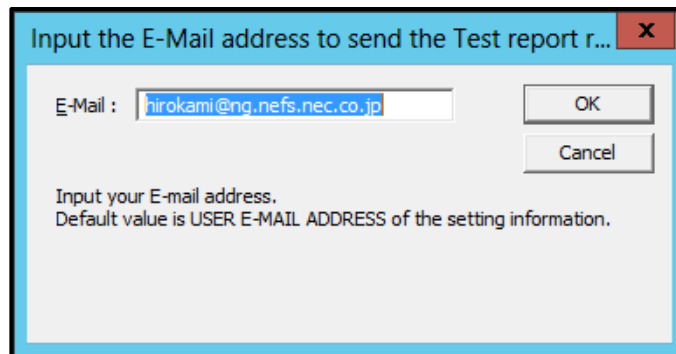 Input the E-Mail address to send the Test report r...
x
E-Mail :
hirokami@ng.nefs.nec.co.jp
OK
Cancel
Input your E-mail address.
Default value is USER E-MAIL ADDRESS of the setting information.